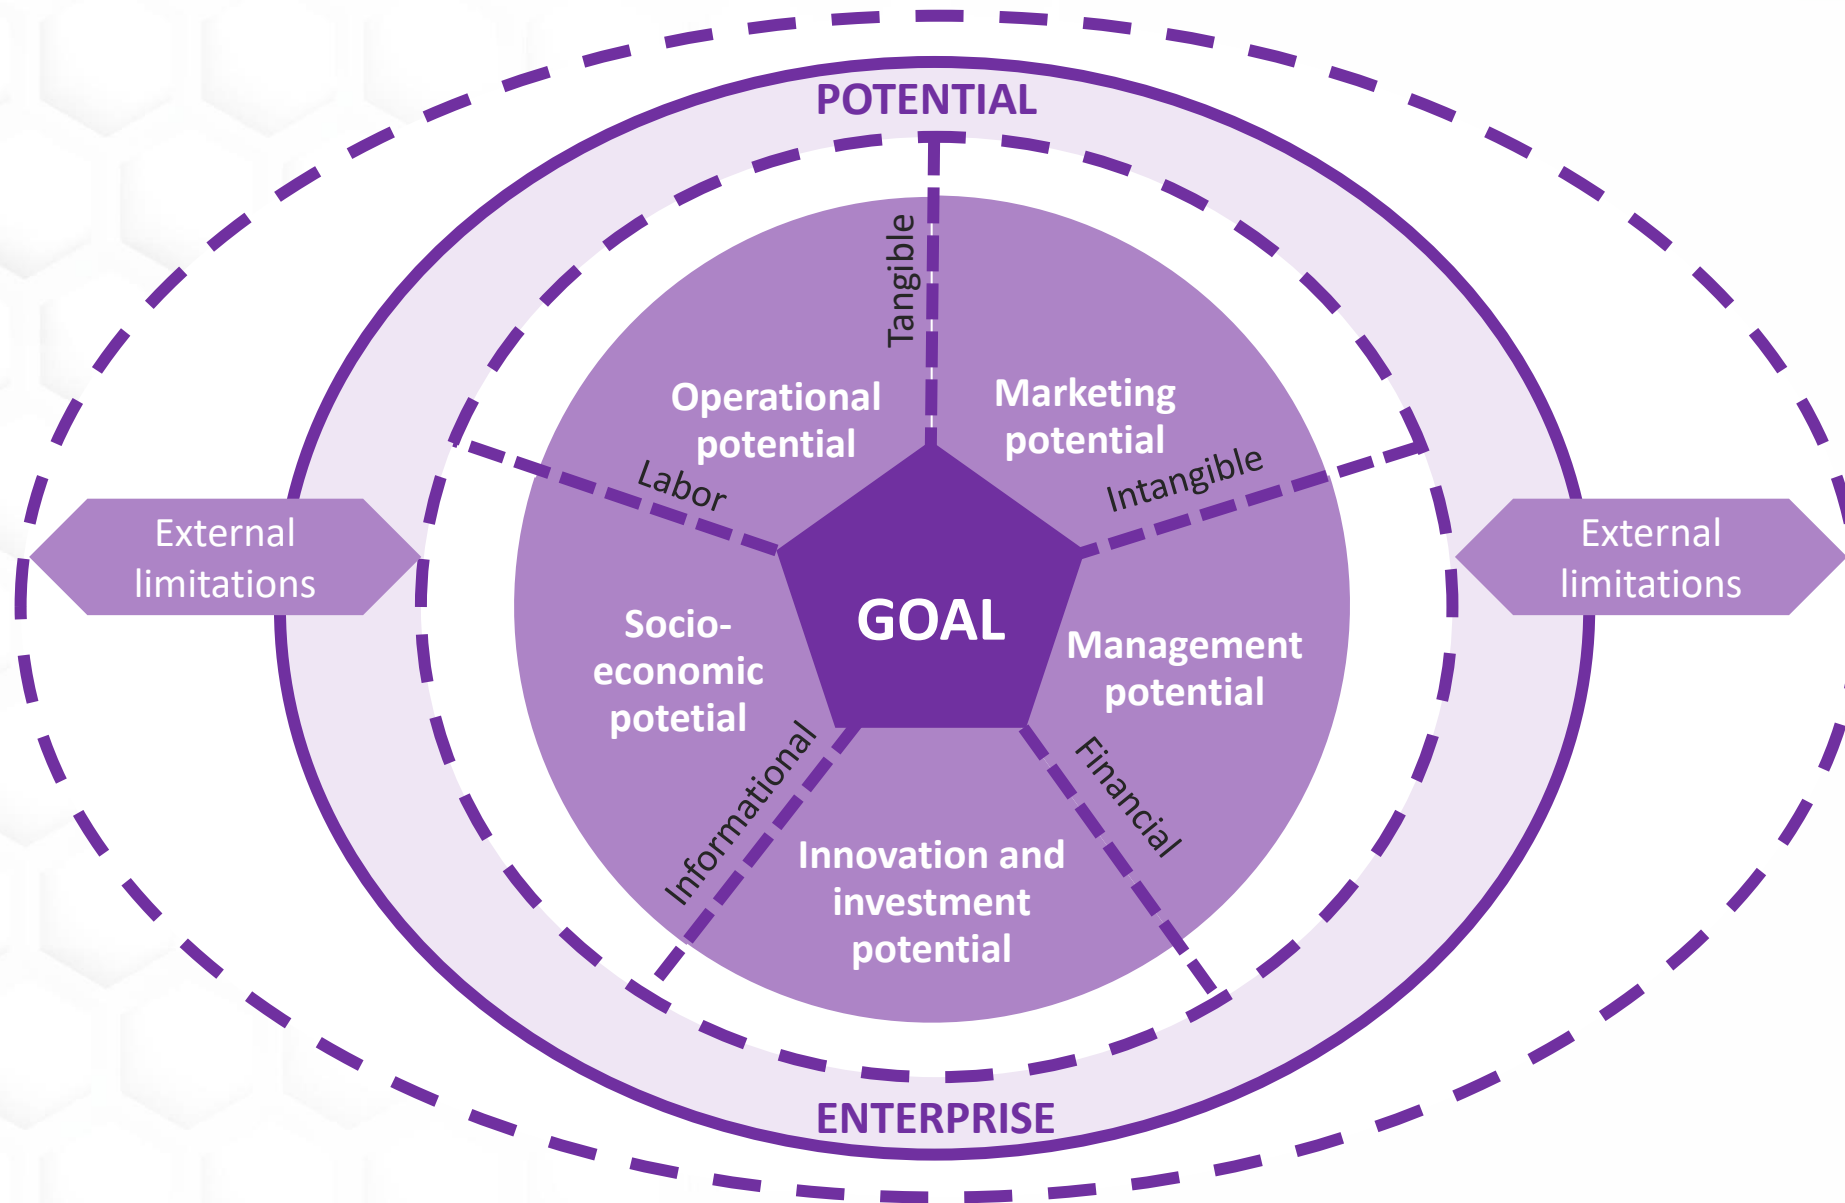 POTENTIAL
Tangible
Operational
potential
Marketing
potential
Labor
Intangible
External
limitations
External
limitations
GOAL
Socio-
economic
potetial
Management
potential
Informational
Financial
Innovation and
investment
potential
ENTERPRISE